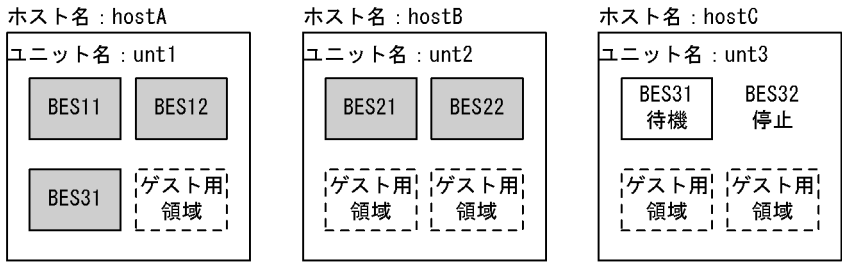 ホスト名：hostA
ユニット名：unt1
BES11
BES12
BES31
ゲスト用
領域
ホスト名：hostB
ユニット名：unt2
BES21
BES22
ゲスト用
領域
ゲスト用
領域
ホスト名：hostC
ユニット名：unt3
BES31
待機
BES32
停止
ゲスト用
領域
ゲスト用
領域